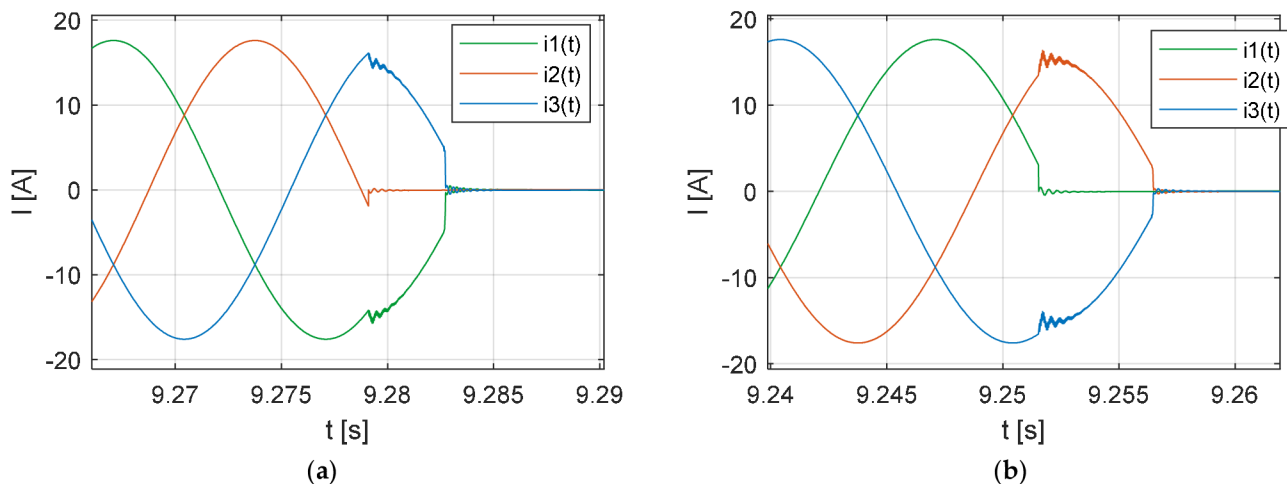 20
10
0
-10
-20
I [A]
i1(t)
i2(t)
i3(t)
9.27
9.275
9.28
9.285
9.29
t [s]
(a)
20
10
0
-10
-20
I [A]
i1(t)
i2(t)
i3(t)
9.24
9.245
9.25
9.255
9.26
t [s]
(b)